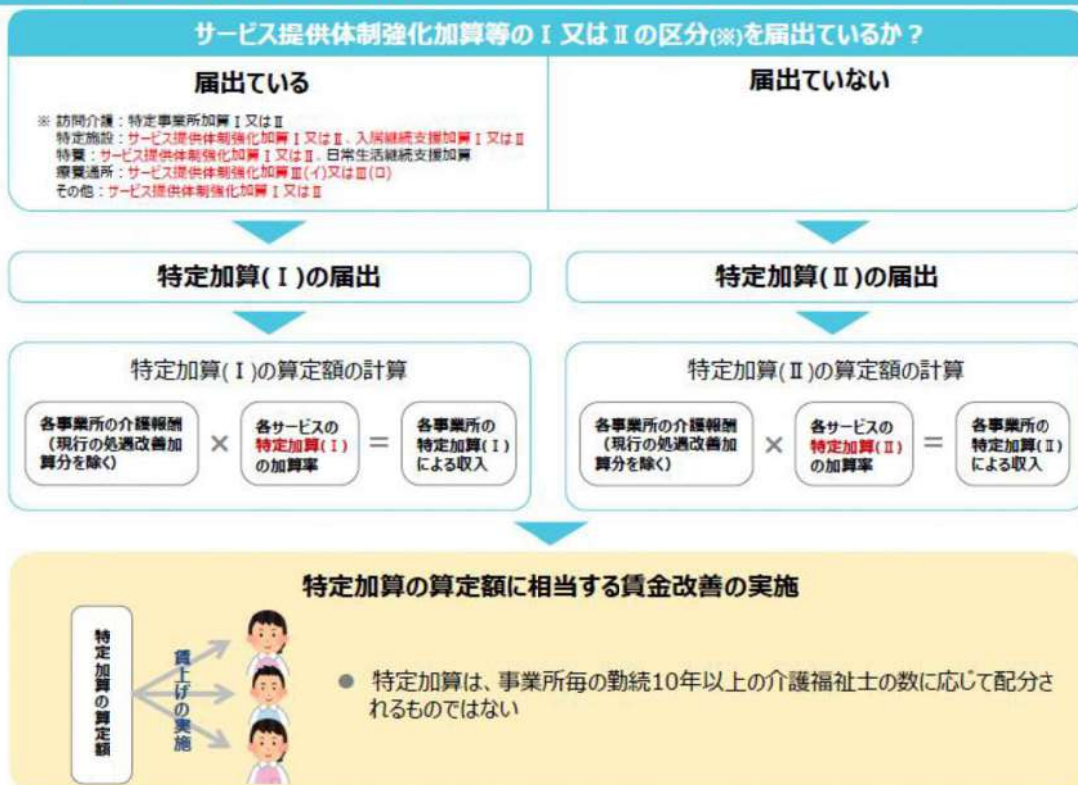 サービス提供体制強化加算等のⅠ又はⅡの区分(※)を届出ているか？
届出ている
※ 訪問介護：特定事業所加算Ⅰ又はⅡ
特定施設：サービス提供体制強化加算Ⅰ又はⅡ、入居継続支援加算Ⅰ又はⅡ
特養：サービス提供体制強化加算Ⅰ又はⅡ、日常生活継続支援加算
療養通所：サービス提供体制強化加算Ⅲ(イ)又はⅢ(ロ)
その他：サービス提供体制強化加算Ⅰ又はⅡ
届出ていない
特定加算(Ⅰ)の届出
特定加算(Ⅱ)の届出
特定加算(Ⅰ)の算定額の計算
各事業所の介護報酬
（現行の処遇改善加
算分を除く）
×
各サービスの
特定加算(Ⅰ)
の加算率
＝
各事業所の
特定加算(Ⅰ)
による収入
特定加算(Ⅱ)の算定額の計算
各事業所の介護報酬
（現行の処遇改善加
算分を除く）
×
各サービスの
特定加算(Ⅱ)
の加算率
＝
各事業所の
特定加算(Ⅱ)
による収入
特定加算の算定額に相当する賃金改善の実施
特定加算の算定額
賃上げの実施
● 特定加算は、事業所毎の勤続10年以上の介護福祉士の数に応じて配分さ
れるものではない